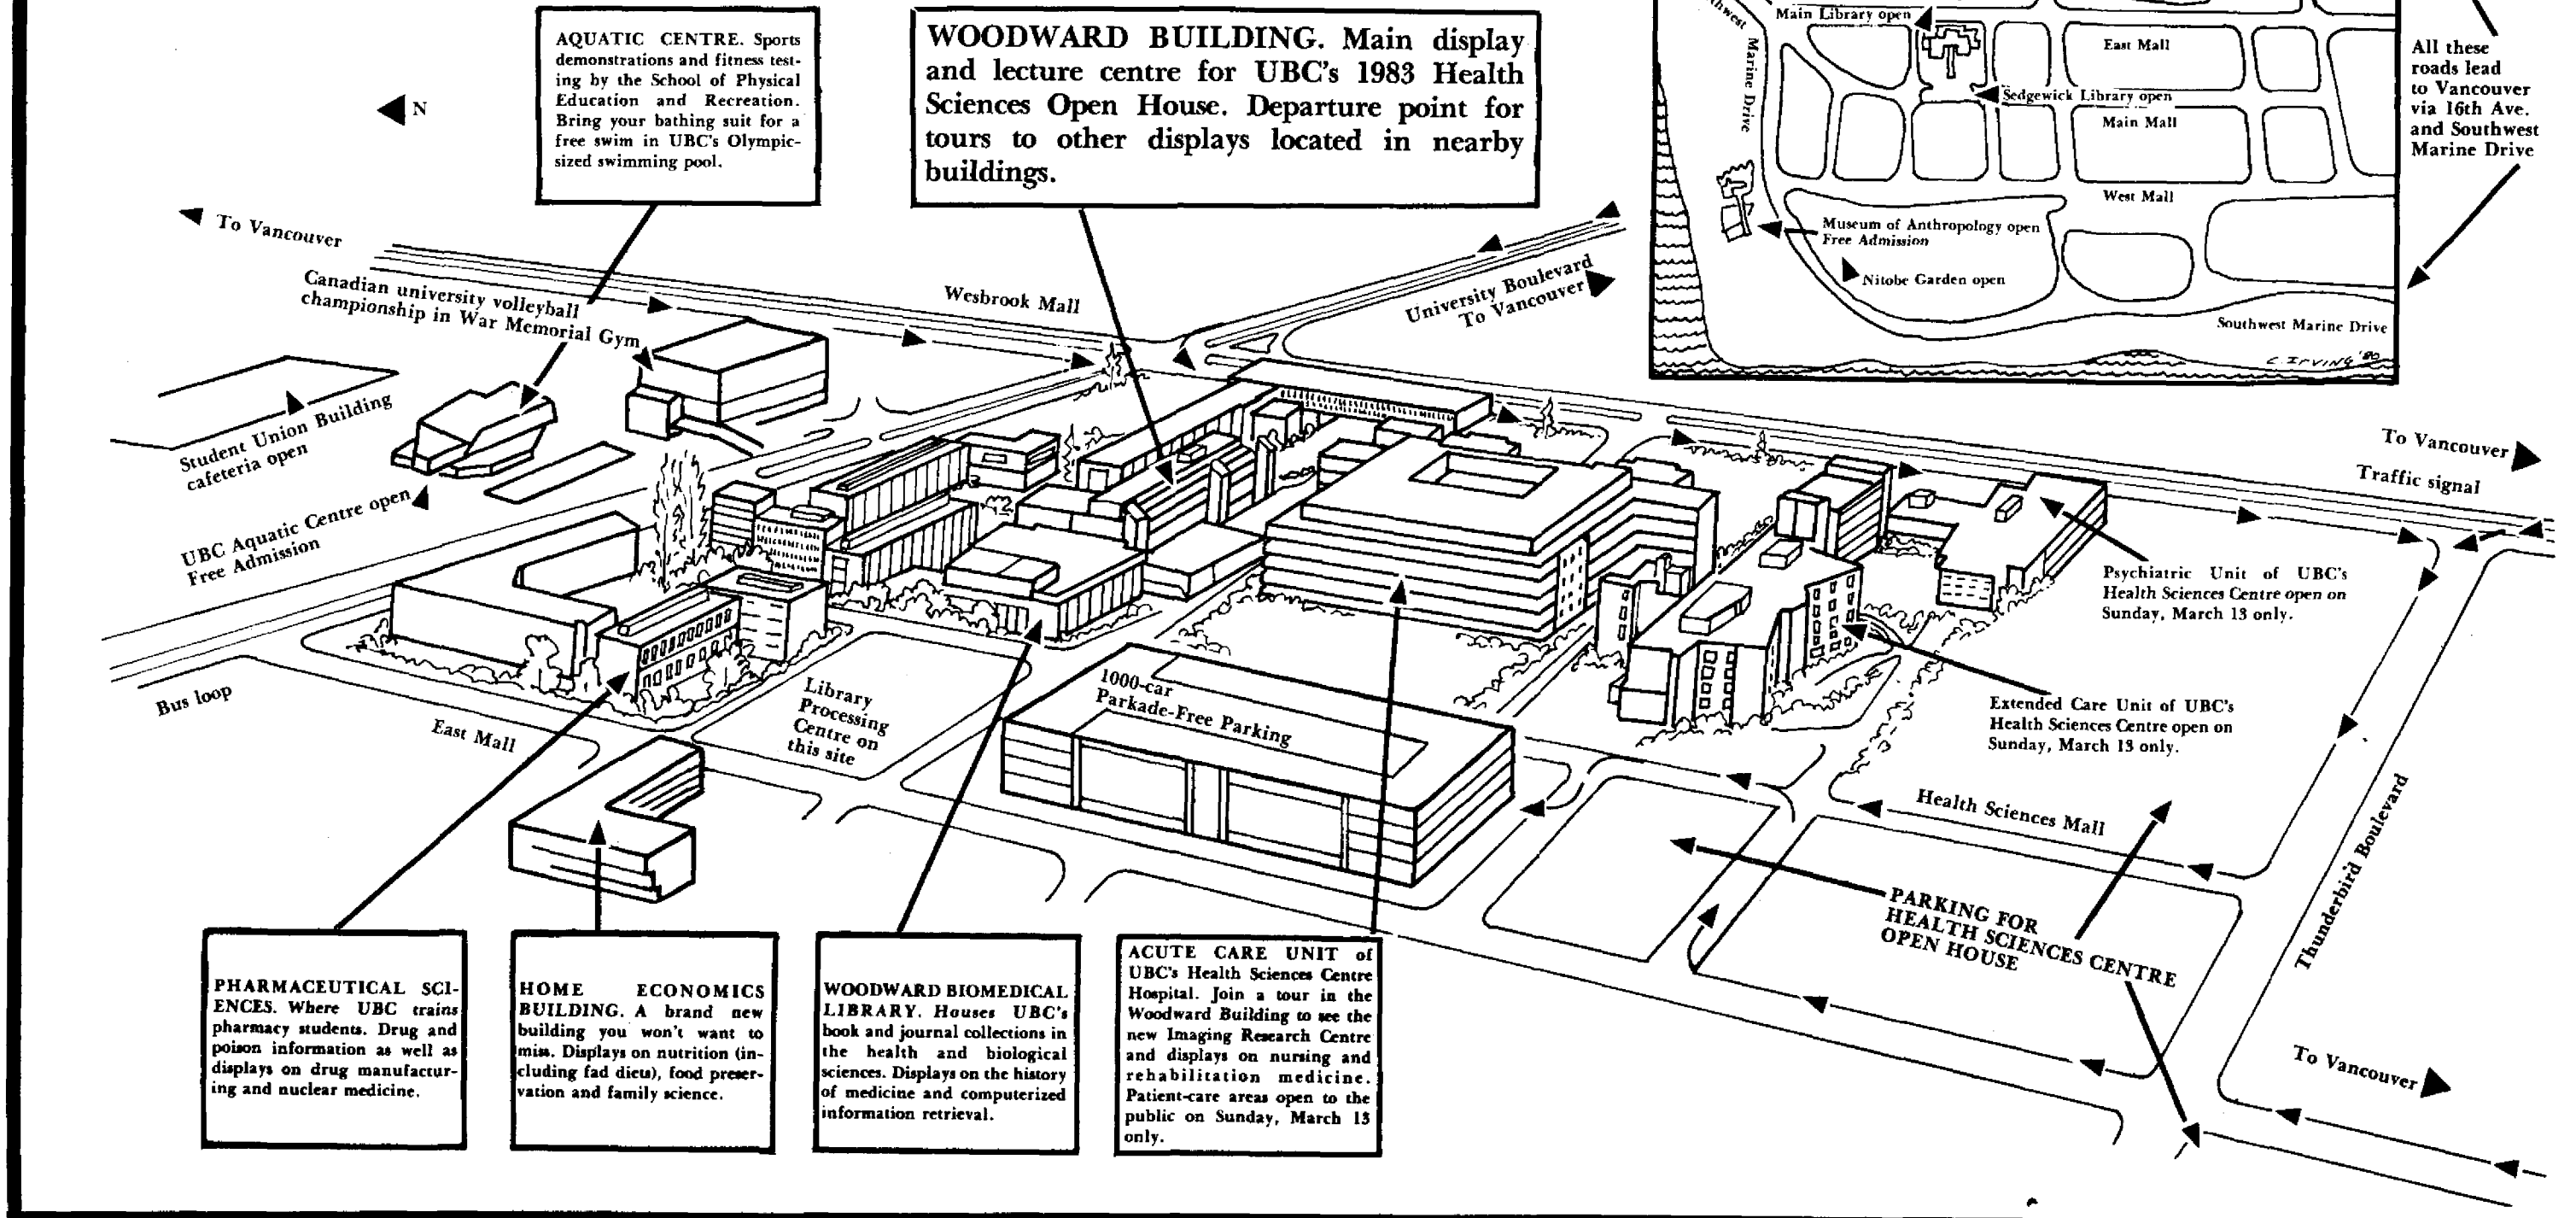 AQUATIC CENTRE. Sports
demonstrations and fitness test-
ing by the School of Physical
Education and Recreation.
Bring your bathing suit for a
free swim in UBC's Olympic-
sized swimming pool.
WOODWARD BUILDING. Main display
and lecture centre for UBC's 1983 Health
Sciences Open House. Departure point for
tours to other displays located in nearby
buildings.
Main Library open
East Mall
Marine Drive
Sedgewick Library open
Main Mall
West Mall
Museum of Anthropology open
Free Admission
Nitobe Garden open
Southwest Marine Drive
C IRVING '80
All these
roads lead
to Vancouver
via 16th Ave.
and Southwest
Marine Drive
N
To Vancouver
Canadian university volleyball
championship in War Memorial Gym
Wesbrook Mall
University Boulevard
To Vancouver
Student Union Building
cafeteria open
UBC Aquatic Centre open
Free Admission
To Vancouver
Traffic signal
Psychiatric Unit of UBC's
Health Sciences Centre open on
Sunday, March 13 only.
Extended Care Unit of UBC's
Health Sciences Centre open on
Sunday, March 13 only.
Bus loop
East Mall
Library
Processing
Centre on
this site
1000-car
Parkade-Free Parking
Health Sciences Mall
Thunderbird Boulevard
PARKING FOR
HEALTH SCIENCES CENTRE
OPEN HOUSE
To Vancouver
PHARMACEUTICAL SCI-
ENCES. Where UBC trains
pharmacy students. Drug and
poison information as well as
displays on drug manufactur-
ing and nuclear medicine.
HOME ECONOMICS
BUILDING. A brand new
building you won't want to
miss. Displays on nutrition (in-
cluding fad diets), food preser-
vation and family science.
WOODWARD BIOMEDICAL
LIBRARY. Houses UBC's
book and journal collections in
the health and biological
sciences. Displays on the history
of medicine and computerized
information retrieval.
ACUTE CARE UNIT of
UBC's Health Sciences Centre
Hospital. Join a tour in the
Woodward Building to see the
new Imaging Research Centre
and displays on nursing and
rehabilitation medicine.
Patient-care areas open to the
public on Sunday, March 13
only.